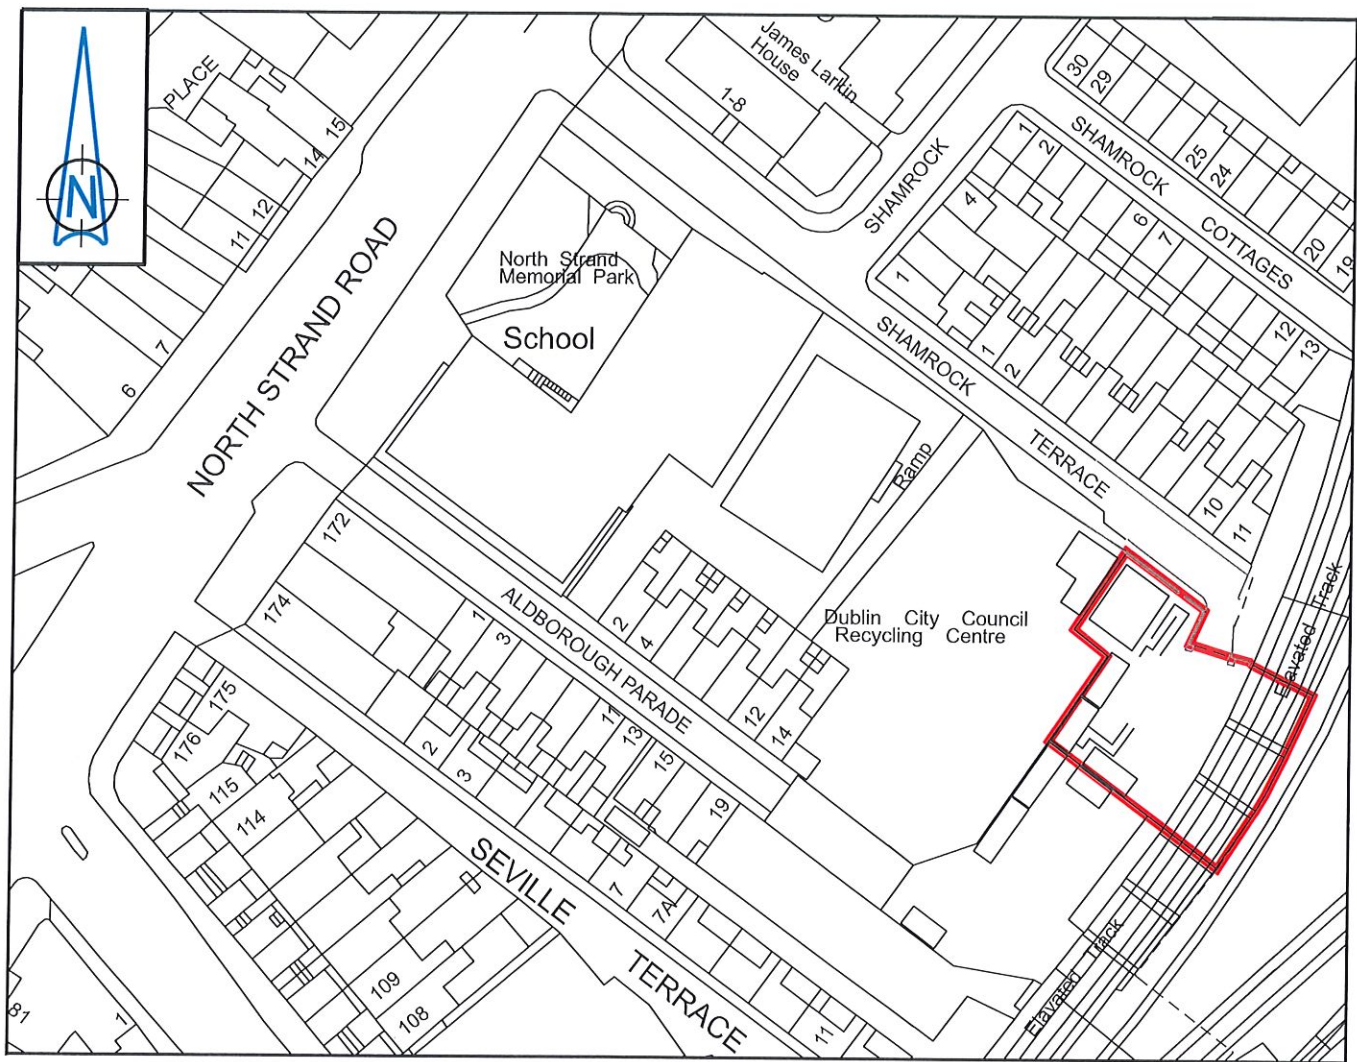 N
PLACE
15
14
12
11
7
6
NORTH STRAND ROAD
James Larkin
House
1-8
SHAMROCK
30
29
25
24
20
19
SHAMROCK
COTTAGES
1
2
4
6
7
12
13
1
1
2
10
11
SHAMROCK
TERRACE
North Strand
Memorial Park
School
Ramp
Dublin City Council
Recycling Centre
Elavated Track
172
174
1
3
11
13
15
19
ALDBOROUGH PARADE
2
4
12
14
175
176
115
114
2
3
7
7A
11
SEVILLE
TERRACE
109
108
81
1
Elavated Track